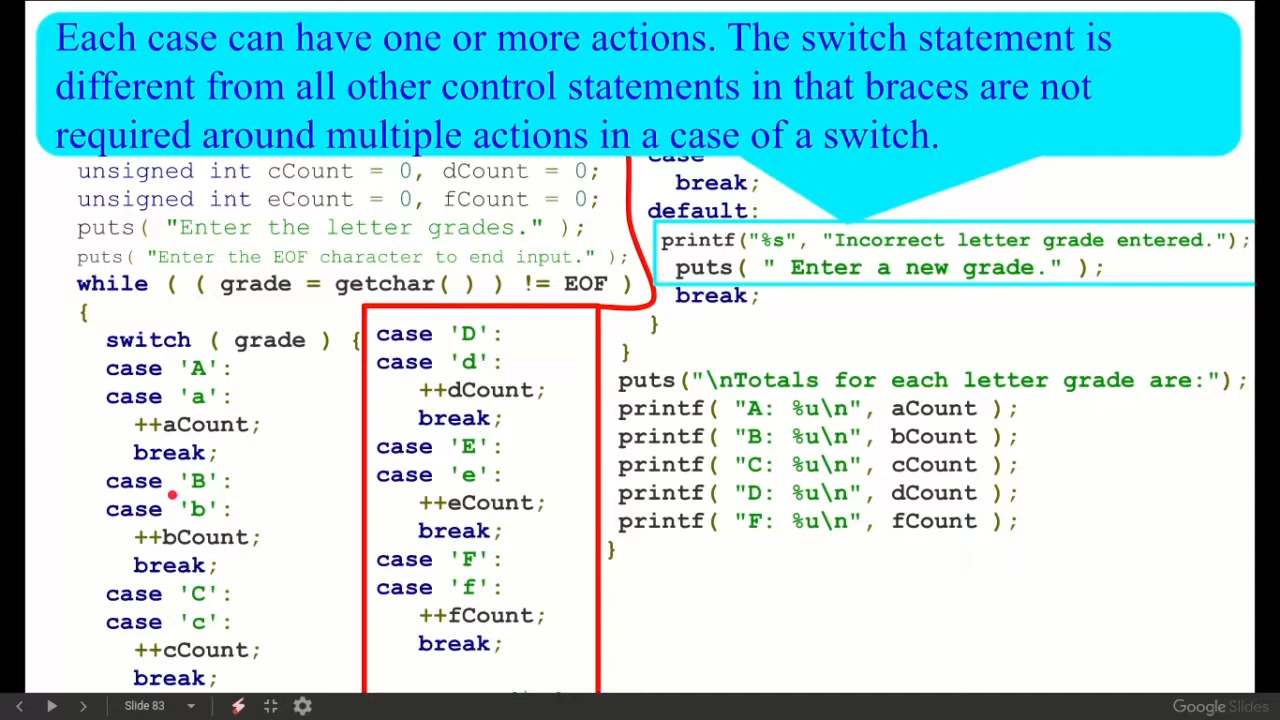 Each case can have one or more actions. The switch statement is
different from all other control statements in that braces are not
required around multiple actions in a case of a switch.
unsigned int cCount = 0, dCount = 0;
unsigned int eCount = 0, fCount = 0;
puts( "Enter the letter grades." );
puts( "Enter the EOF character to end input." );
while ( ( grade = getchar( ) ) != EOF )
{
switch ( grade ) {
case 'A':
case 'a':
++aCount;
break;
case 'B':
case 'b':
++bCount;
break;
case 'C':
case 'c':
++cCount;
break;
case 'D':
case 'd':
++dCount;
break;
case 'E':
case 'e':
++eCount;
break;
case 'F':
case 'f':
++fCount;
break;
case
break;
default:
printf("%s", "Incorrect letter grade entered.");
puts( " Enter a new grade." );
break;
}
}
puts("\nTotals for each letter grade are:");
printf( "A: %u\n", aCount );
printf( "B: %u\n", bCount );
printf( "C: %u\n", cCount );
printf( "D: %u\n", dCount );
printf( "F: %u\n", fCount );
}
Slide 83
Google Slides